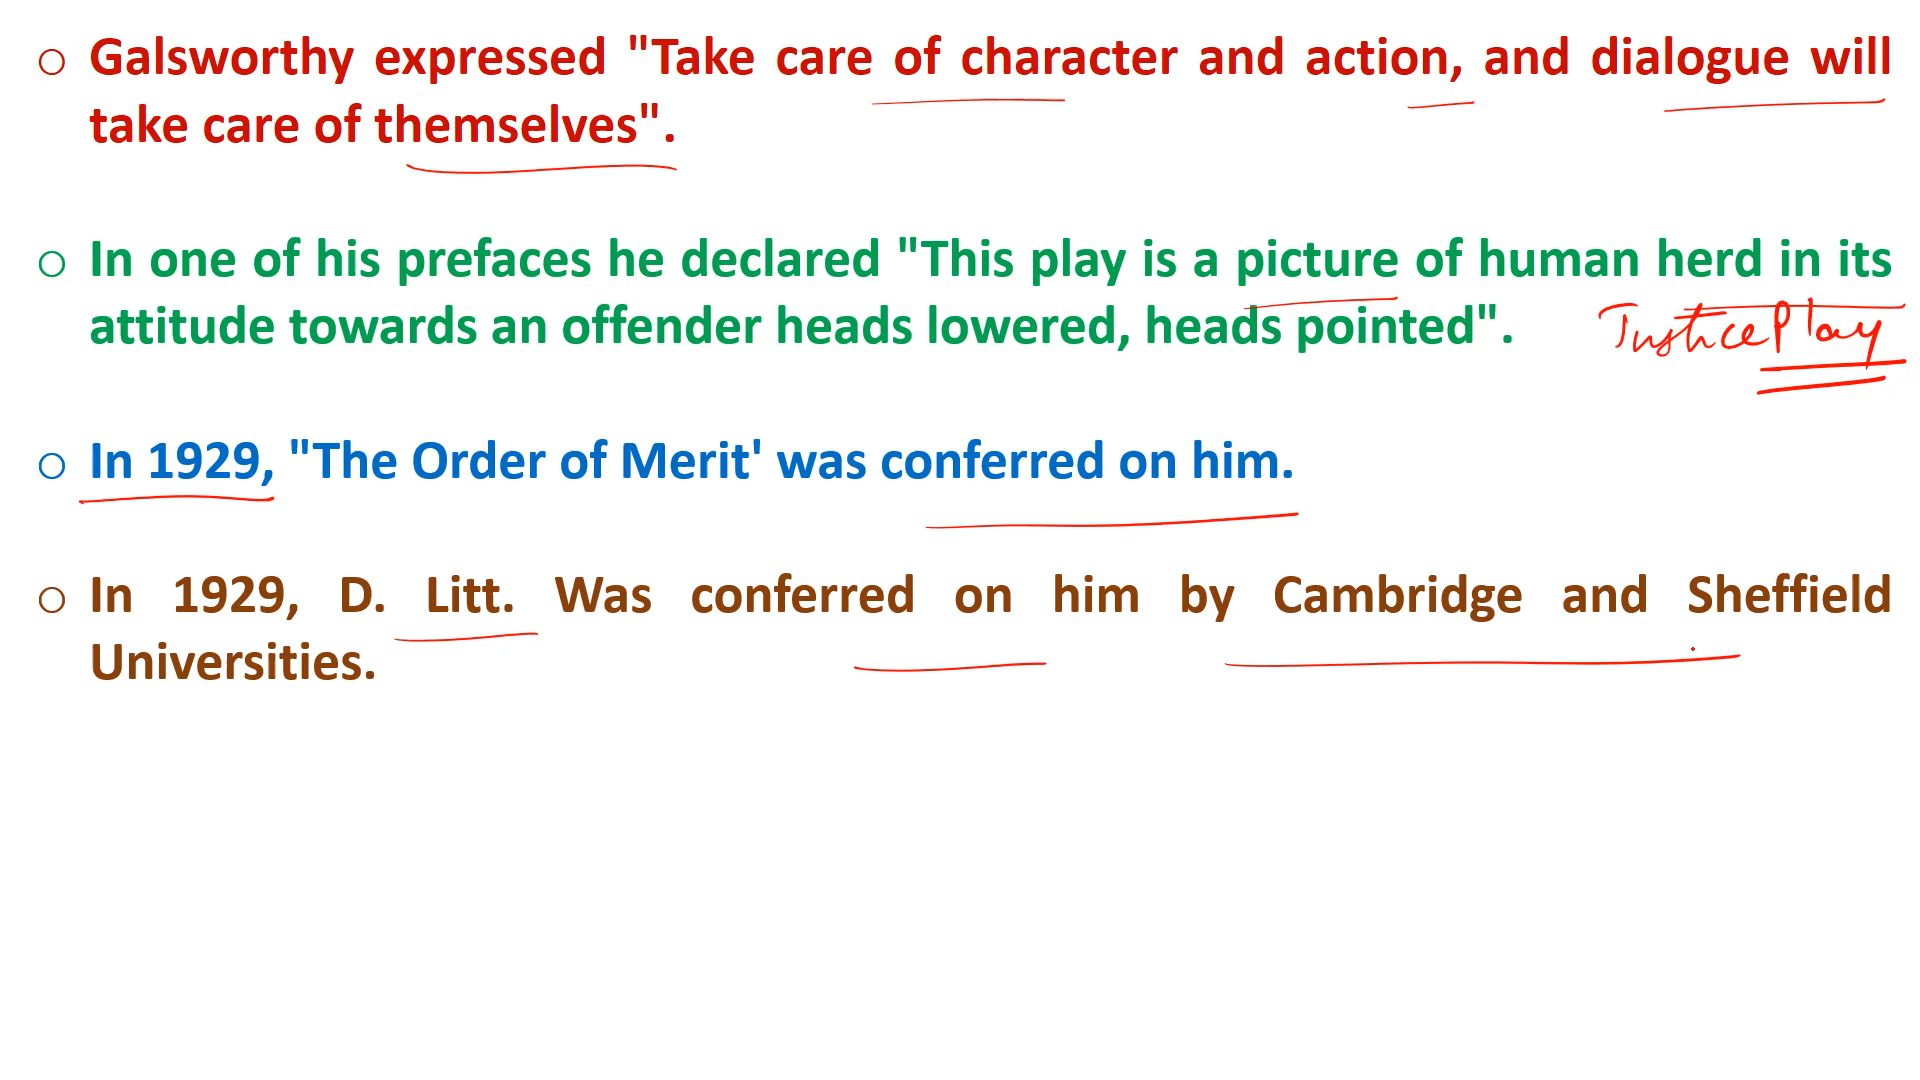 ○ Galsworthy expressed "Take care of character and action, and dialogue will
take care of themselves".
○ In one of his prefaces he declared "This play is a picture of human herd in its
attitude towards an offender heads lowered, heads pointed".
Justice Play
○ In 1929, "The Order of Merit' was conferred on him.
○ In 1929, D. Litt. Was conferred on him by Cambridge and Sheffield
Universities.